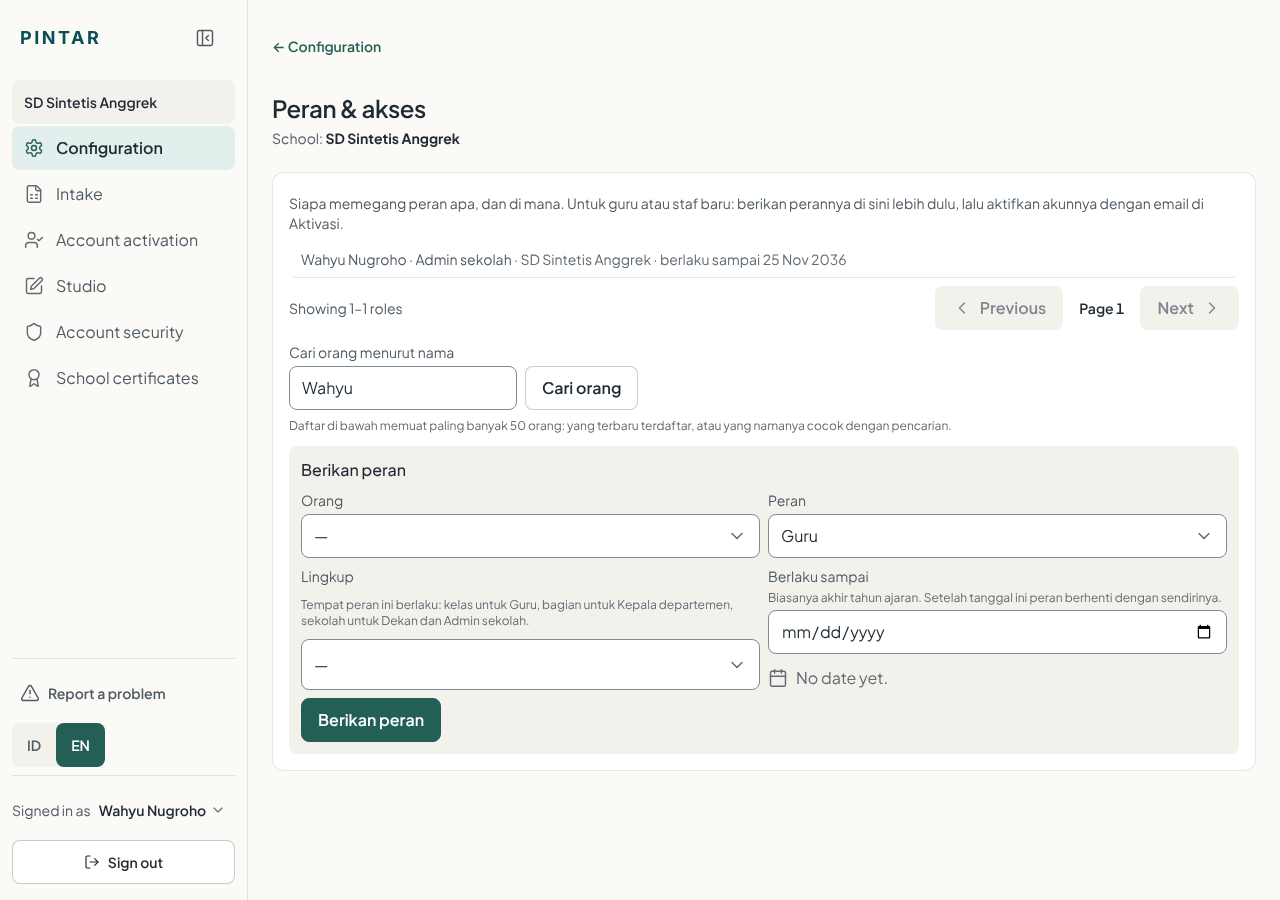 PINTAR
SD Sintetis Anggrek
Configuration
Intake
Account activation
Studio
Account security
School certificates
Report a problem
ID EN
Signed in as Wahyu Nugroho
Sign out
← Configuration
Peran & akses
School: SD Sintetis Anggrek
Siapa memegang peran apa, dan di mana. Untuk guru atau staf baru: berikan perannya di sini lebih dulu, lalu aktifkan akunnya dengan email di
Aktivasi.
Wahyu Nugroho · Admin sekolah · SD Sintetis Anggrek · berlaku sampai 25 Nov 2036
Showing 1–1 roles
Previous Page 1 Next
Cari orang menurut nama
Wahyu Cari orang
Daftar di bawah memuat paling banyak 50 orang: yang terbaru terdaftar, atau yang namanya cocok dengan pencarian.
Berikan peran
Orang
—
Peran
Guru
Lingkup
Tempat peran ini berlaku: kelas untuk Guru, bagian untuk Kepala departemen,
sekolah untuk Dekan dan Admin sekolah.
—
Berlaku sampai
Biasanya akhir tahun ajaran. Setelah tanggal ini peran berhenti dengan sendirinya.
mm/dd/yyyy
No date yet.
Berikan peran